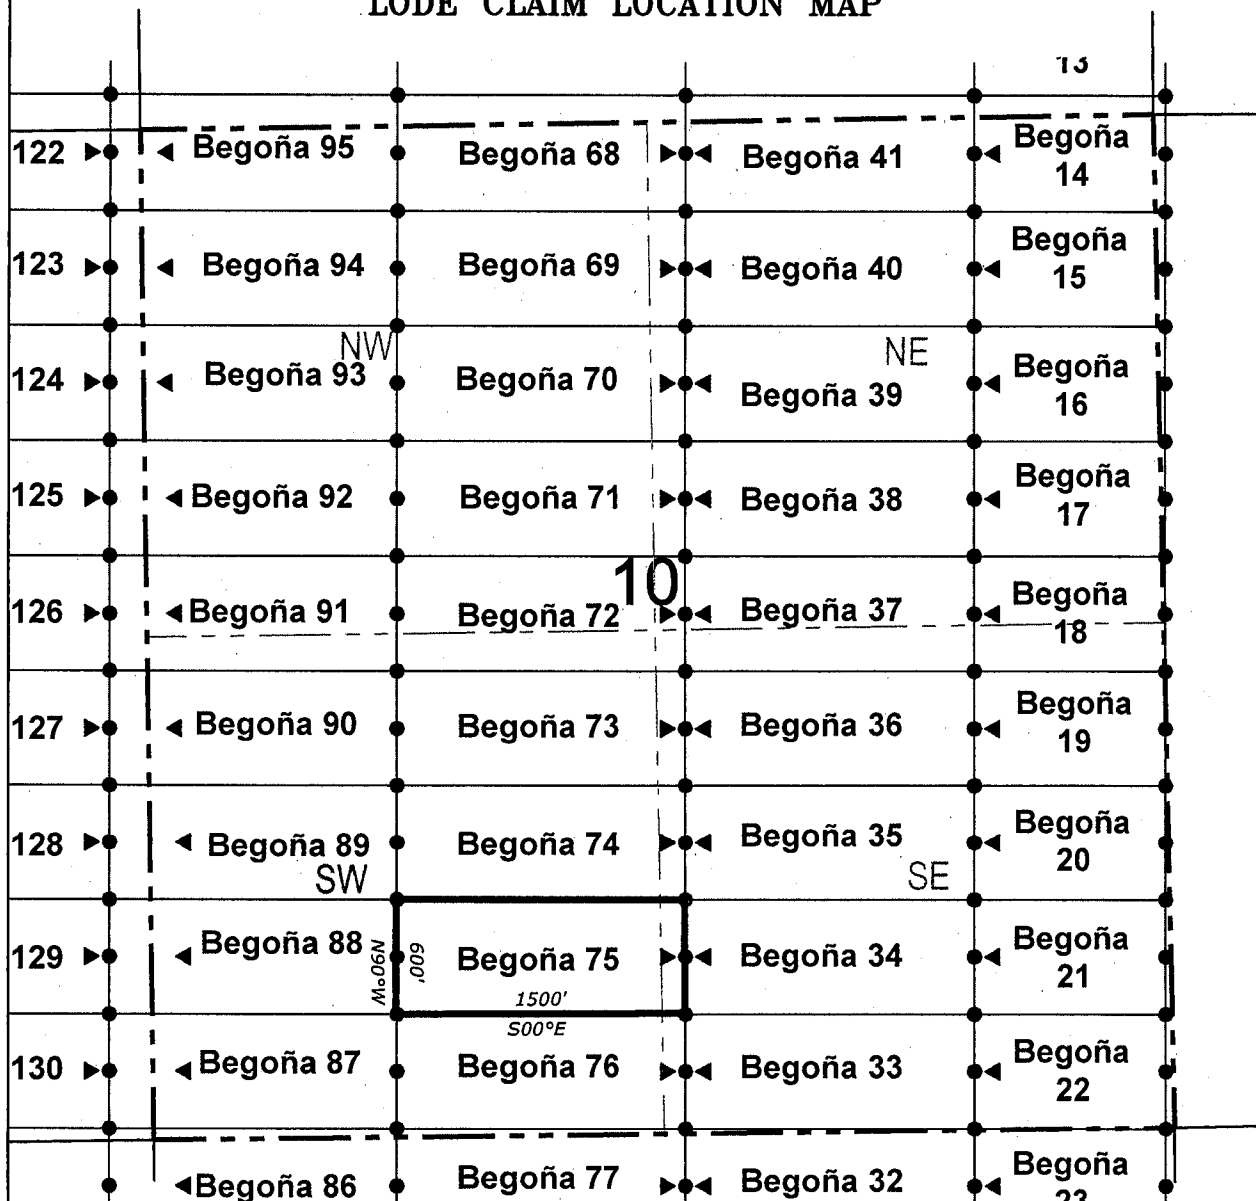 LODE CLAIM LOCATION MAP
13
122 Begoña 95 Begoña 68 Begoña 41 Begoña
14
123 Begoña 94 Begoña 69 Begoña 40 Begoña
15
NW NE
124 Begoña 93 Begoña 70 Begoña 39 Begoña
16
125 Begoña 92 Begoña 71 Begoña 38 Begoña
17
10
126 Begoña 91 Begoña 72 Begoña 37 Begoña
18
127 Begoña 90 Begoña 73 Begoña 36 Begoña
19
128 Begoña 89 Begoña 74 Begoña 35 Begoña
20
SW SE
129 Begoña 88 N90°W 600' Begoña 75 Begoña 34 Begoña
21
1500'
S00°E
130 Begoña 87 Begoña 76 Begoña 33 Begoña
22
Begoña 86 Begoña 77 Begoña 32 Begoña
23